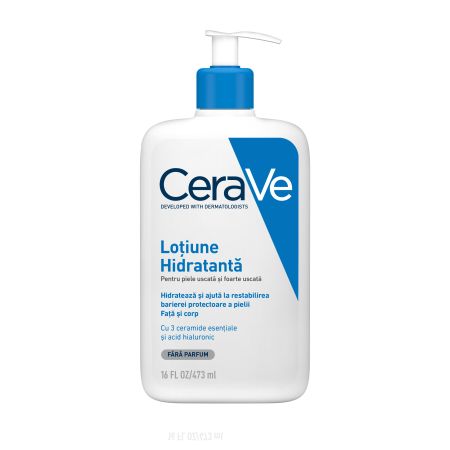 CeraVe
DEVELOPED WITH DERMATOLOGISTS
Loțiune
Hidratantă
Pentru piele uscată și foarte uscată
Hidratează și ajută la restabilirea
barierei protectoare a pielii
Față și corp
Cu 3 ceramide esențiale
și acid hialuronic
FĂRĂ PARFUM
16 FL OZ/473 ml